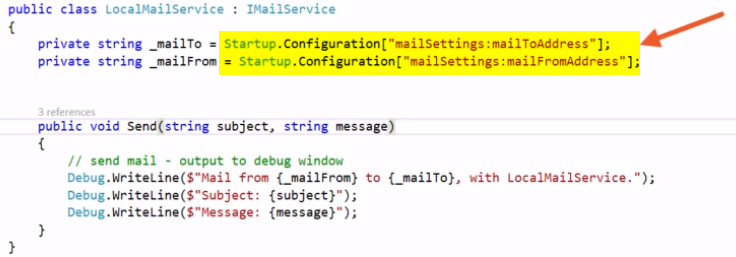 public class LocalMailService : IMailService
{
private string _mailTo = Startup.Configuration["mailSettings:mailToAddress"];
private string _mailFrom = Startup.Configuration["mailSettings:mailFromAddress"];
3 references
public void Send(string subject, string message)
{
// send mail - output to debug window
Debug.WriteLine($"Mail from {_mailFrom} to {_mailTo}, with LocalMailService.");
Debug.WriteLine($"Subject: {subject}");
Debug.WriteLine($"Message: {message}");
}
}